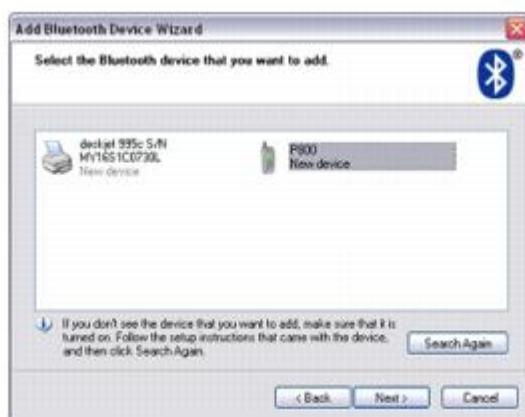 Add Bluetooth Device Wizard
Select the Bluetooth device that you want to add.
deskjet 995c S/N
MY16S1C0730L
New device
P800
New device
If you don't see the device that you want to add, make sure that it is
turned on. Follow the setup instructions that came with the device,
and then click Search Again.
Search Again
< Back
Next >
Cancel